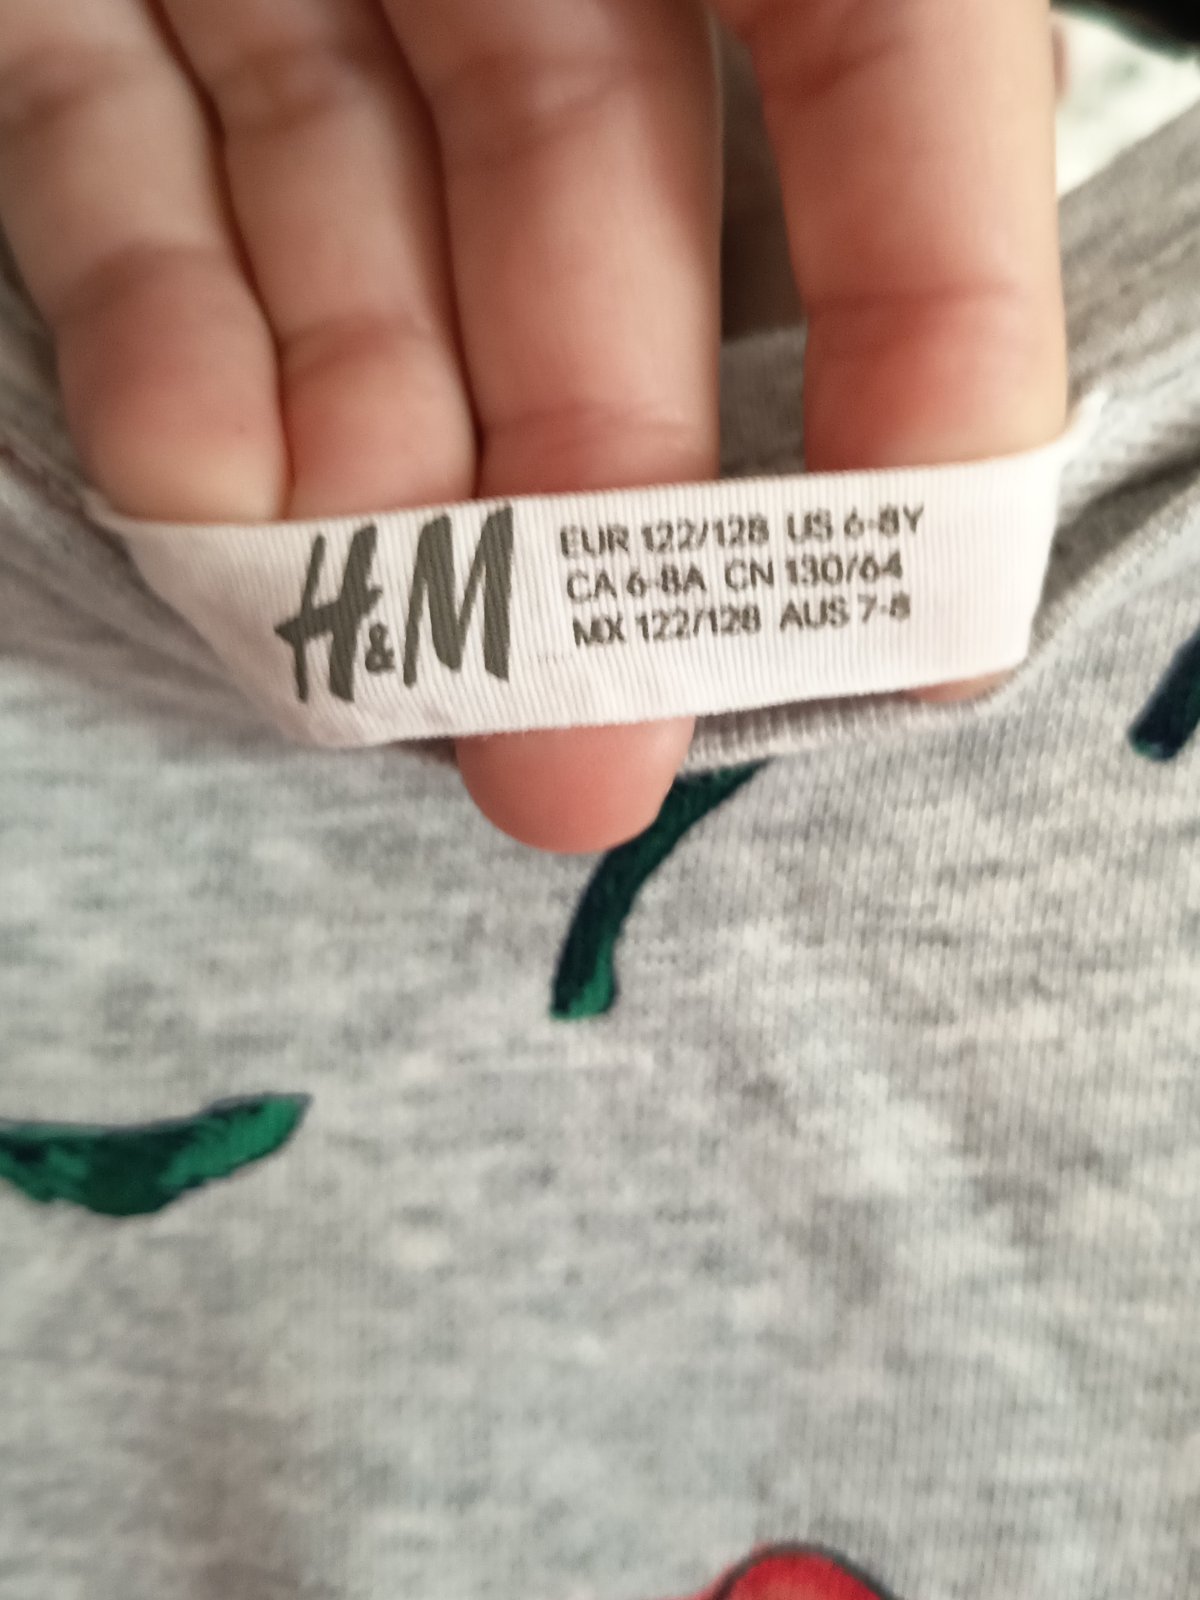 H&M
EUR 122/128 US 6-8Y
CA 6-8A CN 130/64
MX 122/128 AUS 7-8